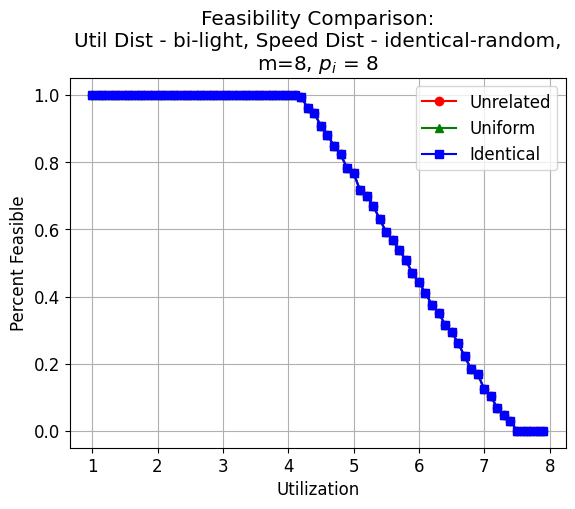 Feasibility Comparison:
Util Dist - bi-light, Speed Dist - identical-random,
m=8, $p_i$ = 8
1.0
0.8
0.6
0.4
0.2
0.0
Percent Feasible
Unrelated
Uniform
Identical
1 2 3 4 5 6 7 8
Utilization